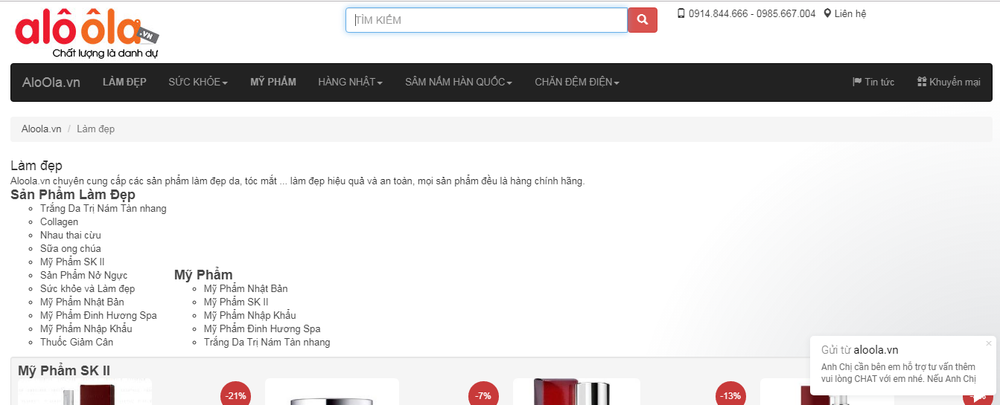 alô ôla.VN
Chất lượng là danh dự
TÌM KIẾM
0914.844.666 - 0985.667.004 Liên hệ
AloOla.vn LÀM ĐẸP SỨC KHỎE MỸ PHẨM HÀNG NHẬT SÂM NẤM HÀN QUỐC CHĂN ĐỆM ĐIỆN Tin tức Khuyến mại
Aloola.vn / Làm đẹp
Làm đẹp
Aloola.vn chuyên cung cấp các sản phẩm làm đẹp da, tóc mắt ... làm đẹp hiệu quả và an toàn, mọi sản phẩm đều là hàng chính hãng.
Sản Phẩm Làm Đẹp
Trắng Da Trị Nám Tàn nhang
Collagen
Nhau thai cừu
Sữa ong chúa
Mỹ Phẩm SK II
Sản Phẩm Nở Ngực
Sức khỏe và Làm đẹp
Mỹ Phẩm Nhật Bản
Mỹ Phẩm Đinh Hương Spa
Mỹ Phẩm Nhập Khẩu
Thuốc Giảm Cân
Mỹ Phẩm
Mỹ Phẩm Nhật Bản
Mỹ Phẩm SK II
Mỹ Phẩm Nhập Khẩu
Mỹ Phẩm Đinh Hương Spa
Trắng Da Trị Nám Tàn nhang
Mỹ Phẩm SK II
-21% -7% -13%
Gửi từ aloola.vn
Anh Chị cần bên em hỗ trợ tư vấn thêm
vui lòng CHAT với em nhé. Nếu Anh Chị